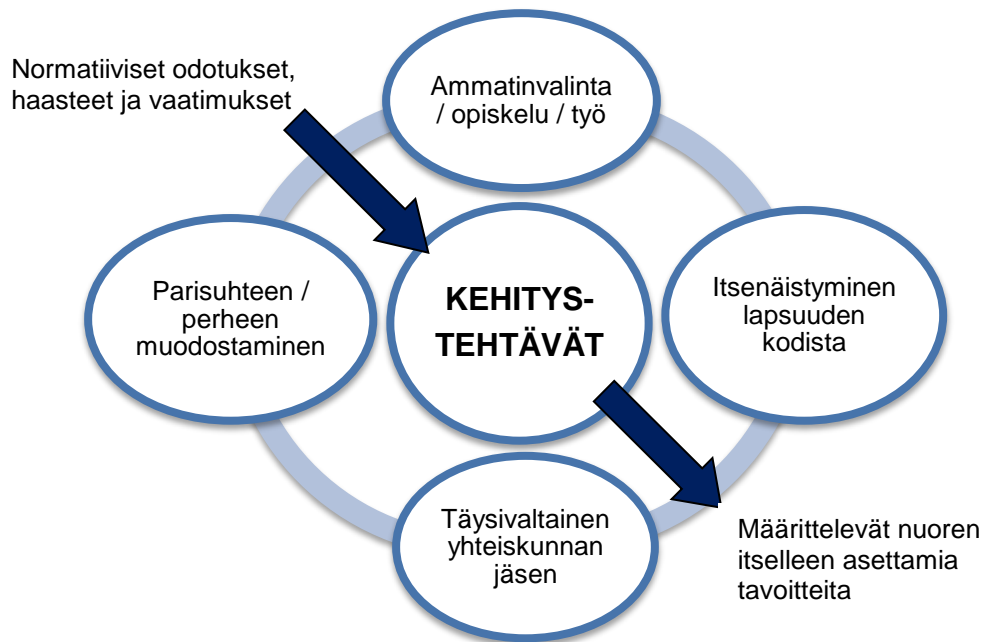 Normatiiviset odotukset,
haasteet ja vaatimukset
Ammatinvalinta
/ opiskelu / työ
Parisuhteen /
perheen
muodostaminen
KEHITYS-
TEHTÄVÄT
Itsenäistyminen
lapsuuden
kodista
Täysivaltainen
yhteiskunnan
jäsen
Määrittelevät nuoren
itselleen asettamia
tavoitteita